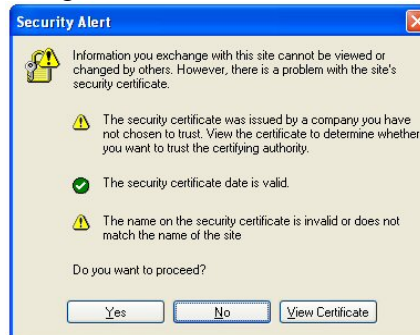 Security Alert
Information you exchange with this site cannot be viewed or
changed by others. However, there is a problem with the site's
security certificate.
The security certificate was issued by a company you have
not chosen to trust. View the certificate to determine whether
you want to trust the certifying authority.
The security certificate date is valid.
The name on the security certificate is invalid or does not
match the name of the site
Do you want to proceed?
Yes No View Certificate